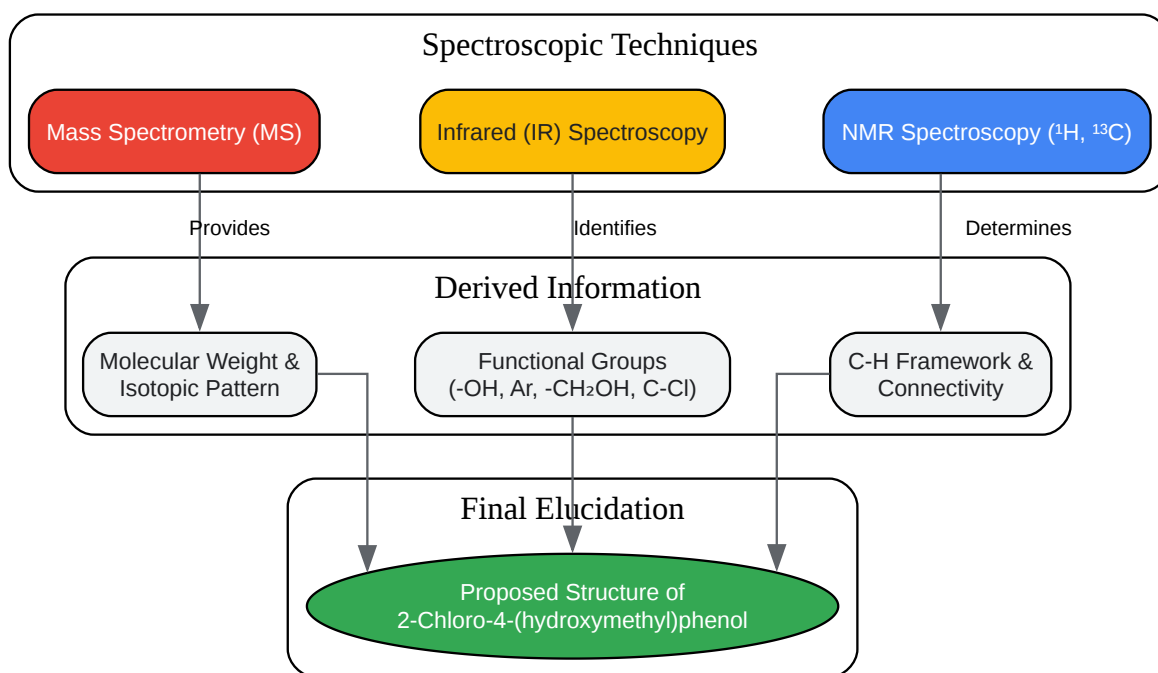 Spectroscopic Techniques
Mass Spectrometry (MS)
Infrared (IR) Spectroscopy
NMR Spectroscopy (¹H, ¹³C)
Provides
Identifies
Determines
Derived Information
Molecular Weight &
Isotopic Pattern
Functional Groups
(-OH, Ar, -CH₂OH, C-Cl)
C-H Framework &
Connectivity
Final Elucidation
Proposed Structure of
2-Chloro-4-(hydroxymethyl)phenol